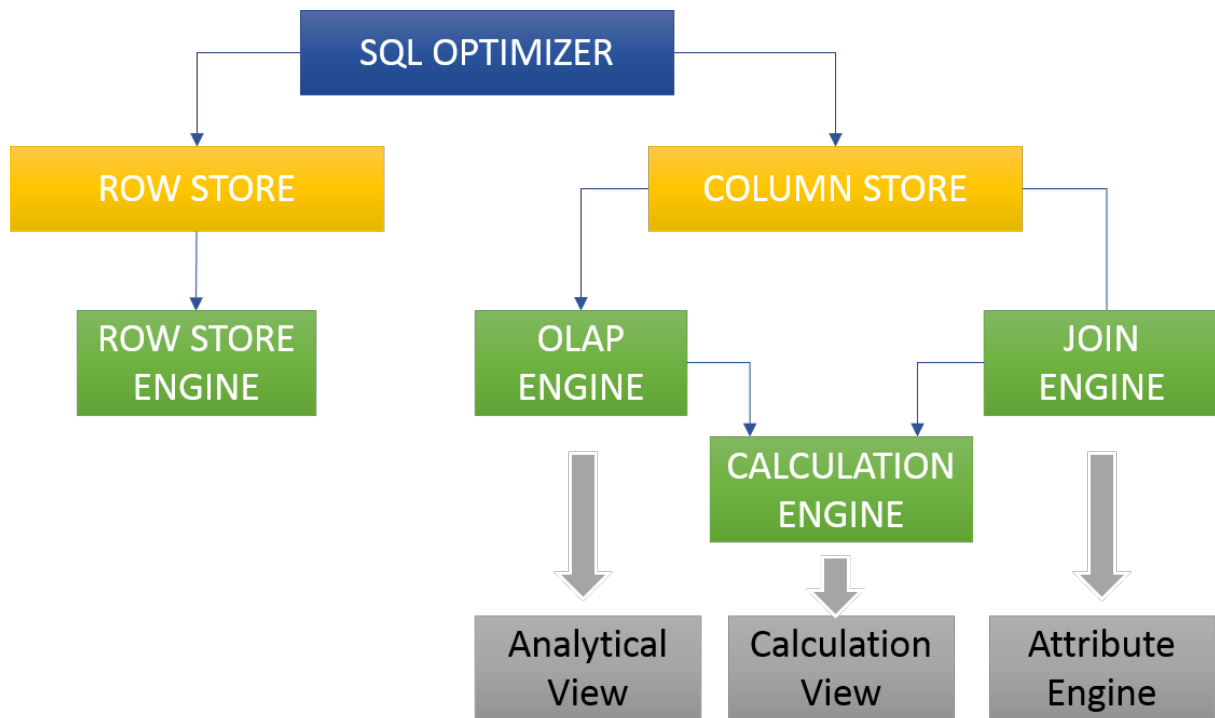 SQL OPTIMIZER
ROW STORE
COLUMN STORE
ROW STORE
ENGINE
OLAP
ENGINE
JOIN
ENGINE
CALCULATION
ENGINE
Analytical
View
Calculation
View
Attribute
Engine